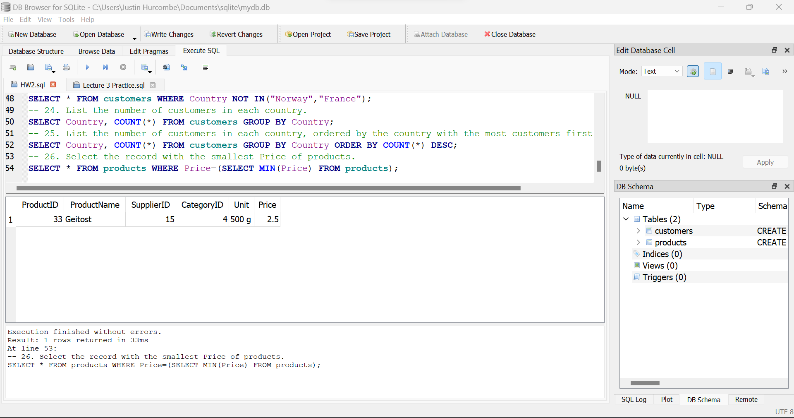 DB Browser for SQLite - C:\Users\Justin Hurcombe\Documents\sqlite\mydb.db
File Edit View Tools Help
New Database Open Database Write Changes Revert Changes Open Project Save Project Attach Database Close Database
Database Structure Browse Data Edit Pragmas Execute SQL
HW2.sql Lecture 3 Practice.sql
48 SELECT * FROM customers WHERE Country NOT IN("Norway","France");
49 -- 24. List the number of customers in each country.
50 SELECT Country, COUNT(*) FROM customers GROUP BY Country;
51 -- 25. List the number of customers in each country, ordered by the country with the most customers first
52 SELECT Country, COUNT(*) FROM customers GROUP BY Country ORDER BY COUNT(*) DESC;
53 -- 26. Select the record with the smallest Price of products.
54 SELECT * FROM products WHERE Price=(SELECT MIN(Price) FROM products);
ProductID ProductName SupplierID CategoryID Unit Price
1 33 Geitost 15 4 500 g 2.5
Execution finished without errors.
Result: 1 rows returned in 33ms
At line 53:
-- 26. Select the record with the smallest Price of products.
SELECT * FROM products WHERE Price=(SELECT MIN(Price) FROM products);
Edit Database Cell
Mode: Text
NULL
Type of data currently in cell: NULL
0 byte(s)
Apply
DB Schema
Name Type Schema
Tables (2)
customers CREATE
products CREATE
Indices (0)
Views (0)
Triggers (0)
SQL Log Plot DB Schema Remote
UTF-8